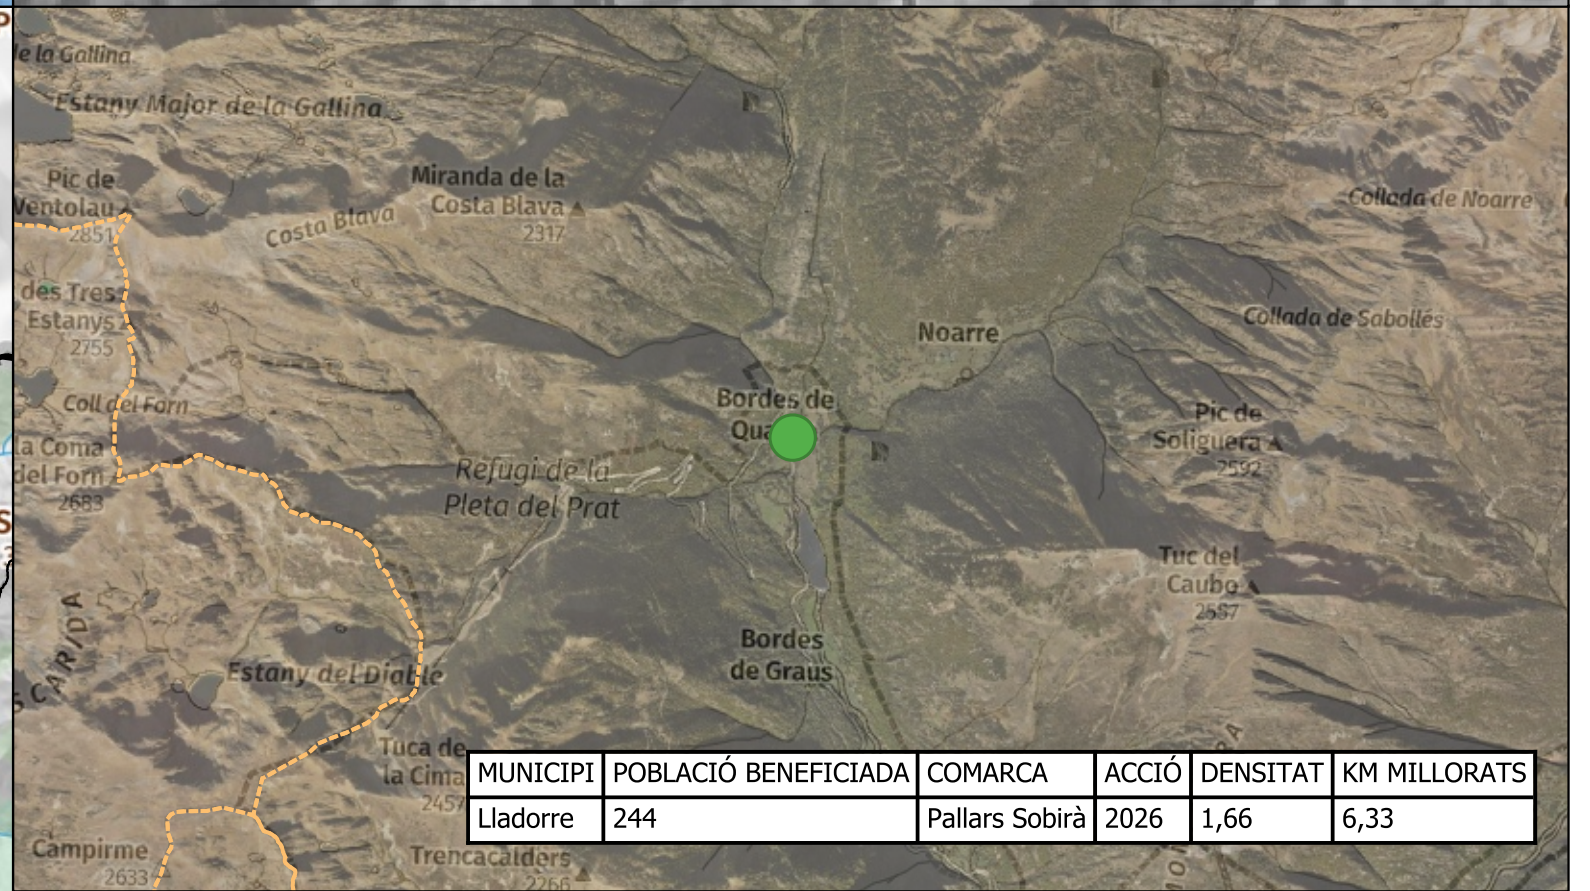 de la Gallina
Estany Major de la Gallina
Pic de
Ventolau
2851
Miranda de la
Costa Blava
2317
Costa Blava
Collada de Noarre
des Tres
Estanys
2755
Collada de Sabollés
Noarre
Coll del Forn
Bordes de
Pic de
Soliguera
2592
la Coma
del Forn
2683
Refugi de la
Pleta del Prat
Tuc del
Caubo
2587
Bordes
de Graus
Estany del Diable
Tuca de
la Cima
2457
Campirme
2633
Trencacalders
2266
MUNICIPI POBLACIÓ BENEFICIADA COMARCA ACCIÓ DENSITAT KM MILLORATS
Lladorre 244 Pallars Sobirà 2026 1,66 6,33